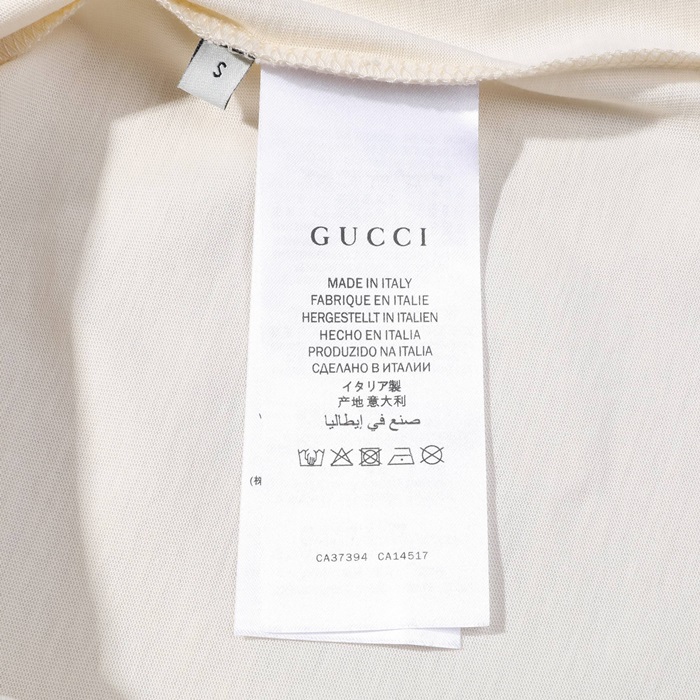 S
GUCCI
MADE IN ITALY
FABRIQUE EN ITALIE
HERGESTELLT IN ITALIEN
HECHO EN ITALIA
PRODUZIDO NA ITALIA
СДЕЛАНО В ИТАЛИИ
イタリア製
产地 意大利
صنع في إيطاليا
(株
CA37394 CA14517